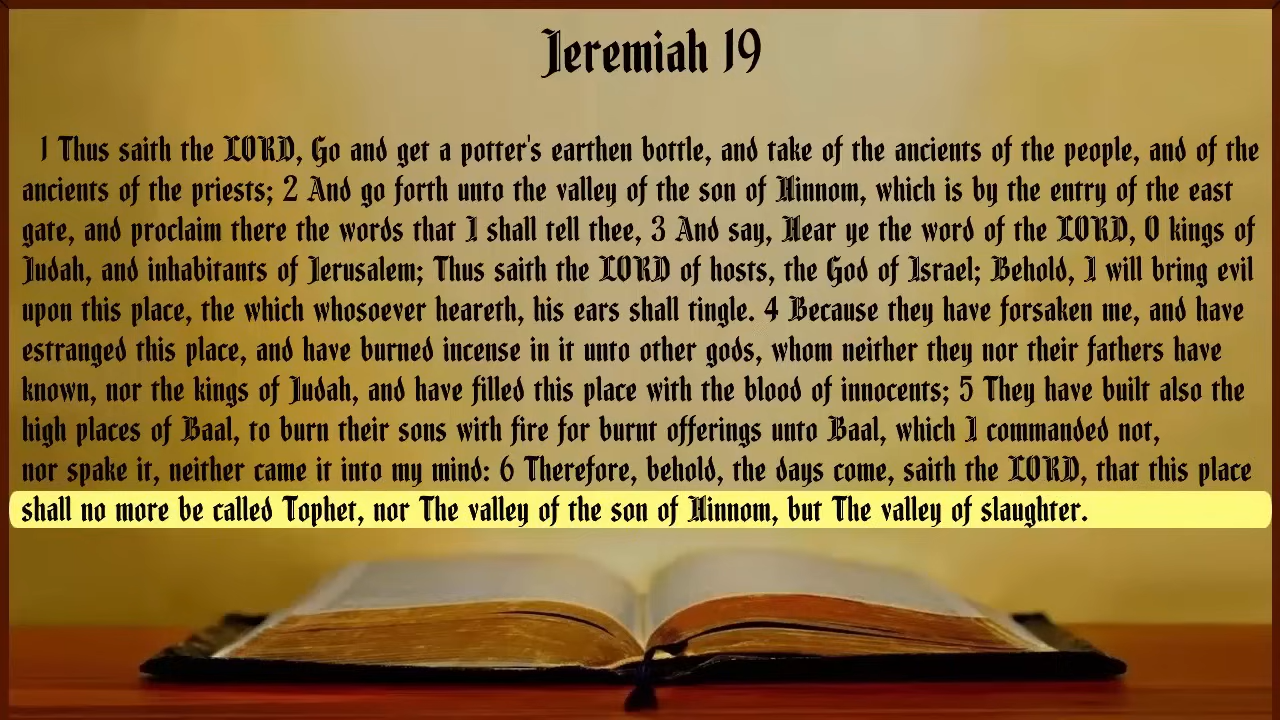 Jeremiah 19
1 Thus saith the LORD, Go and get a potter's earthen bottle, and take of the ancients of the people, and of the
ancients of the priests; 2 And go forth unto the valley of the son of Hinnom, which is by the entry of the east
gate, and proclaim there the words that I shall tell thee, 3 And say, Hear ye the word of the LORD, O kings of
Judah, and inhabitants of Jerusalem; Thus saith the LORD of hosts, the God of Israel; Behold, I will bring evil
upon this place, the which whosoever heareth, his ears shall tingle. 4 Because they have forsaken me, and have
estranged this place, and have burned incense in it unto other gods, whom neither they nor their fathers have
known, nor the kings of Judah, and have filled this place with the blood of innocents; 5 They have built also the
high places of Baal, to burn their sons with fire for burnt offerings unto Baal, which I commanded not,
nor spake it, neither came it into my mind: 6 Therefore, behold, the days come, saith the LORD, that this place
shall no more be called Tophet, nor The valley of the son of Hinnom, but The valley of slaughter.